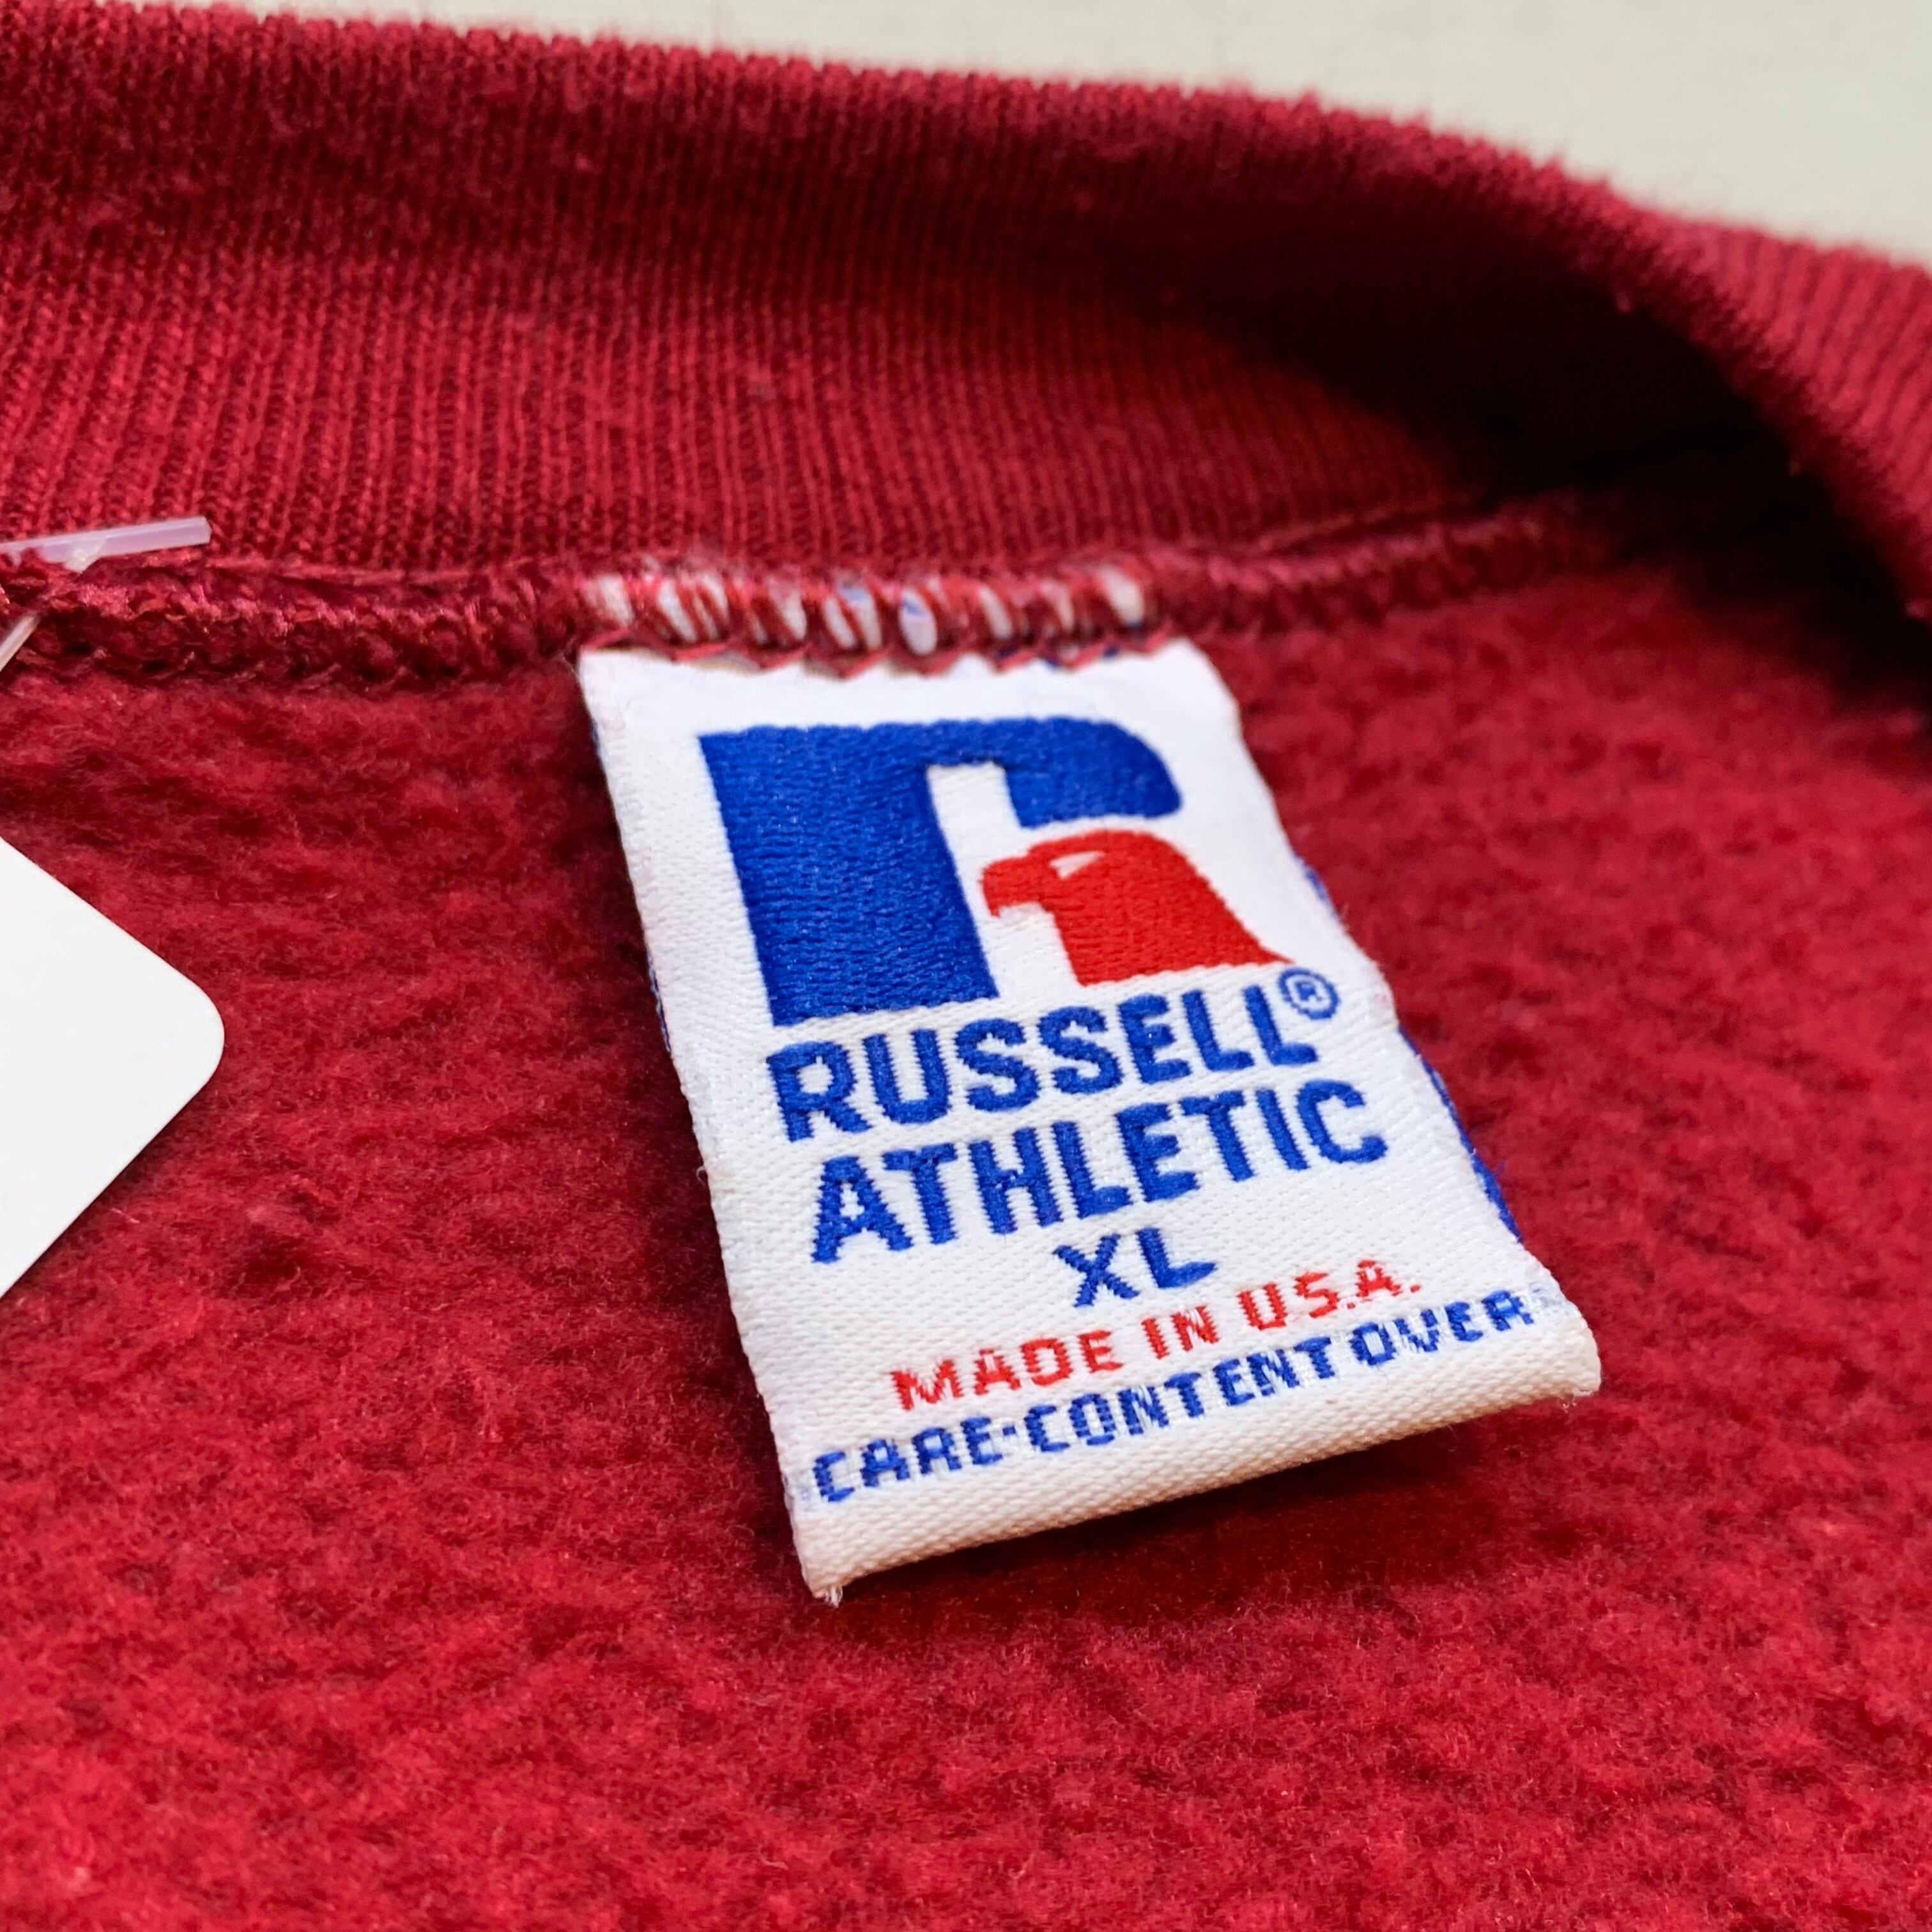 RUSSELL®
ATHLETIC
XL
MADE IN U.S.A.
CARE·CONTENT OVER